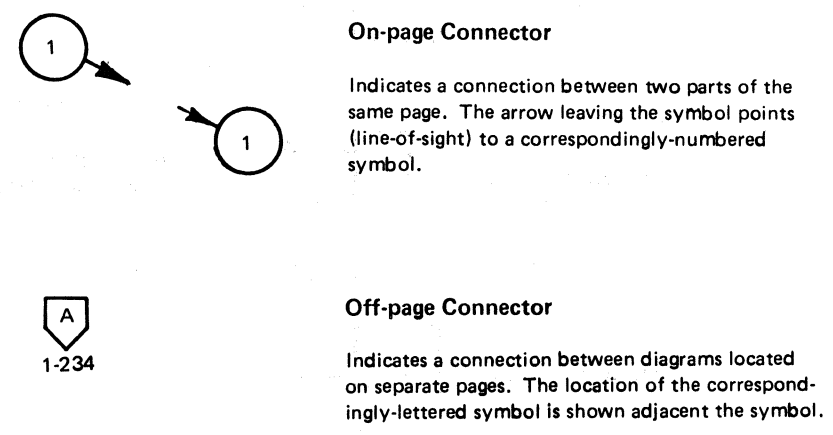 1
1
On-page Connector
Indicates a connection between two parts of the
same page. The arrow leaving the symbol points
(line-of-sight) to a correspondingly-numbered
symbol.
A
1-234
Off-page Connector
Indicates a connection between diagrams located
on separate pages. The location of the correspond-
ingly-lettered symbol is shown adjacent the symbol.